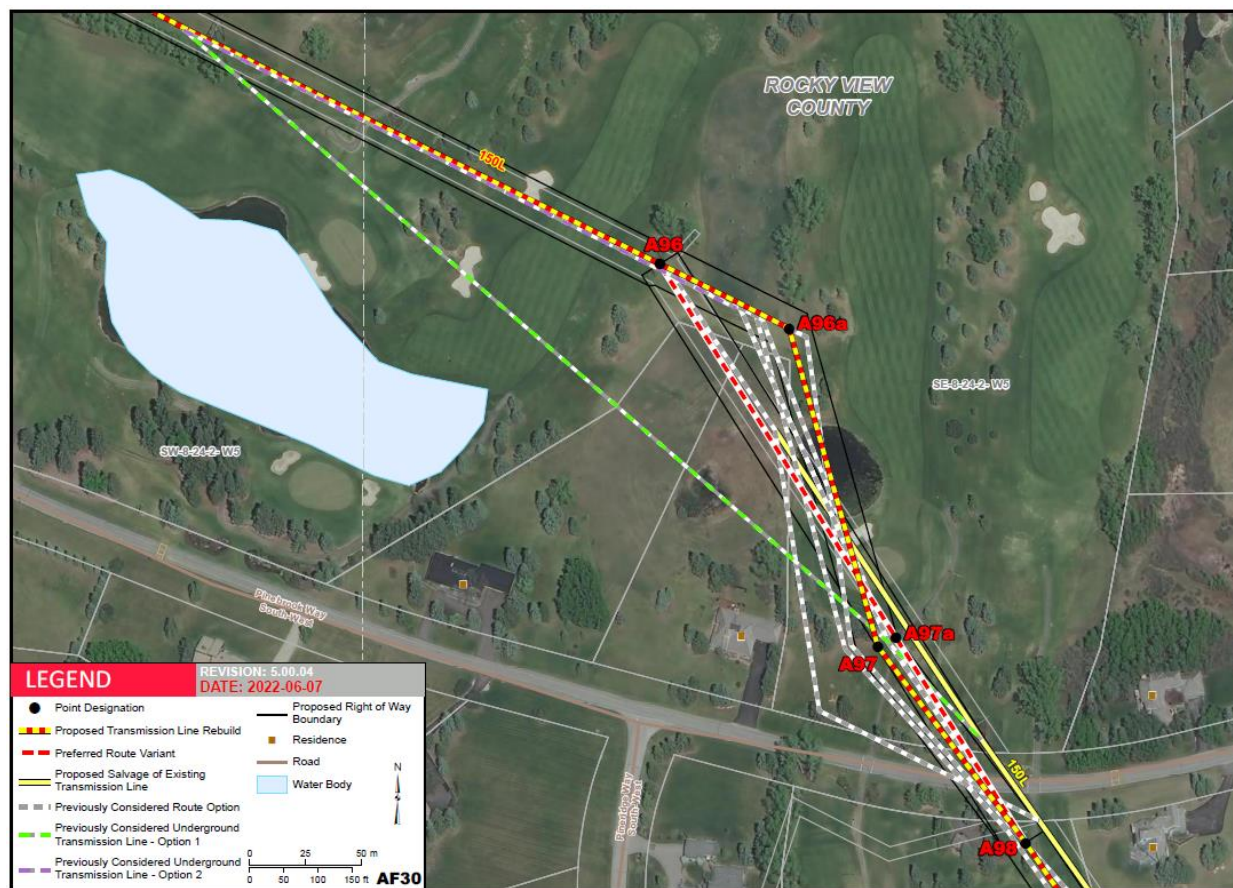 ROCKY VIEW
COUNTY
150L
A96
A96a
SE-8-24-2- W5
SW-8-24-2- W5
Pinebrook Way
South West
A97a
A97
150L
Pineridge Way
South West
A98
LEGEND
REVISION: 5.00.04
DATE: 2022-06-07
Point Designation
Proposed Transmission Line Rebuild
Preferred Route Variant
Proposed Salvage of Existing
Transmission Line
Previously Considered Route Option
Previously Considered Underground
Transmission Line - Option 1
Previously Considered Underground
Transmission Line - Option 2
Proposed Right of Way
Boundary
Residence
Road
Water Body
N
0 25 50 m
0 50 100 150 ft
AF30